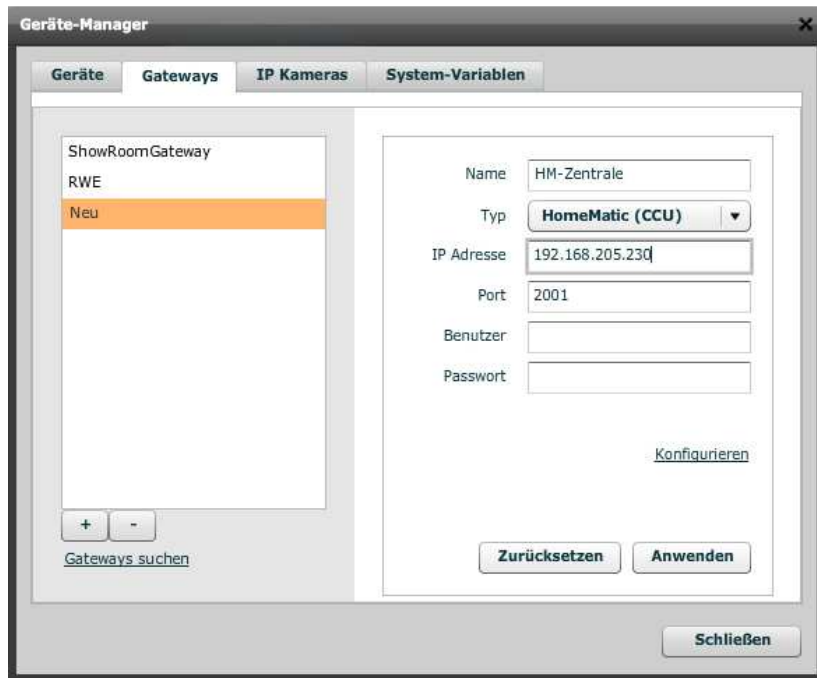 Geräte-Manager
Geräte
Gateways
IP Kameras
System-Variablen
ShowRoomGateway
RWE
Neu
+
-
Gateways suchen
Name HM-Zentrale
Typ HomeMatic (CCU)
IP Adresse 192.168.205.230
Port 2001
Benutzer
Passwort
Konfigurieren
Zurücksetzen
Anwenden
Schließen